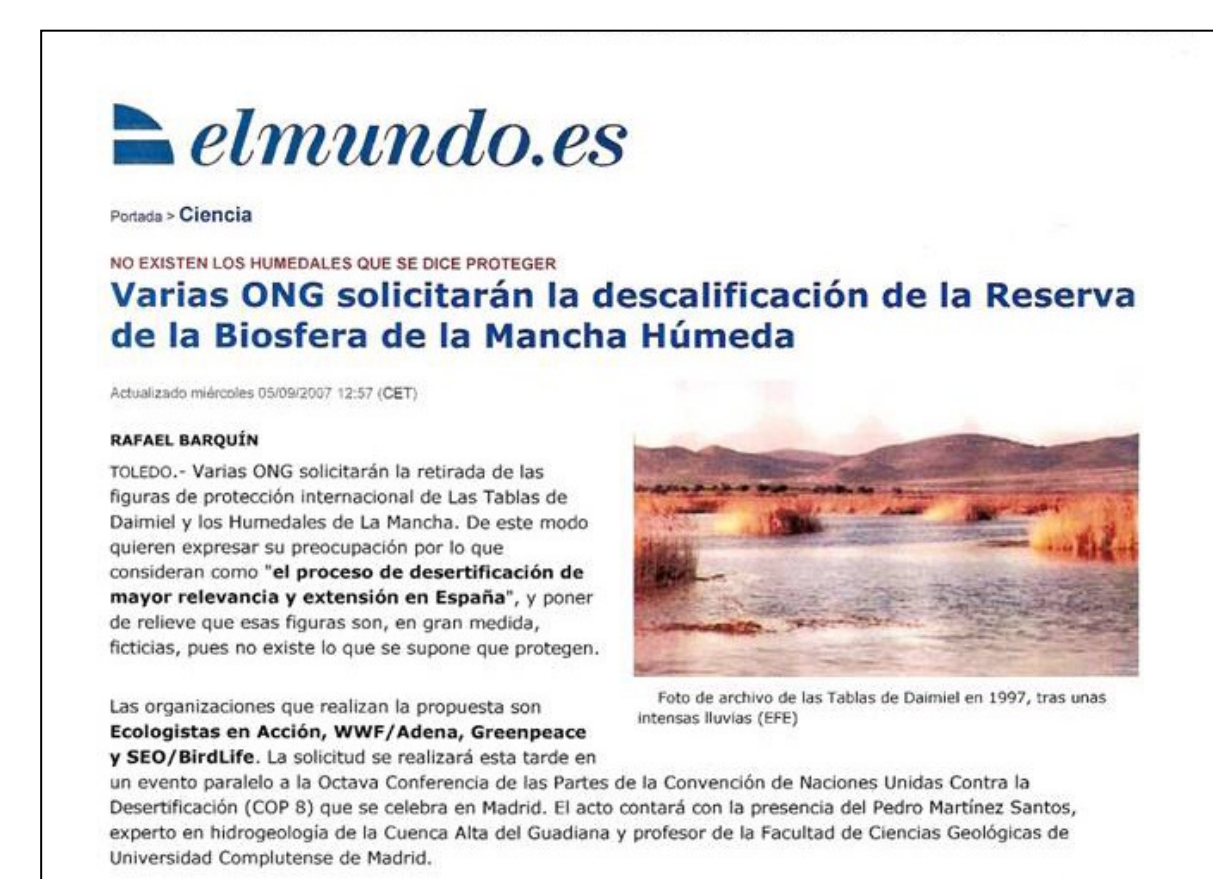 elmundo.es
Portada > Ciencia
NO EXISTEN LOS HUMEDALES QUE SE DICE PROTEGER
Varias ONG solicitarán la descalificación de la Reserva
de la Biosfera de la Mancha Húmeda
Actualizado miércoles 05/09/2007 12:57 (CET)
RAFAEL BARQUÍN
TOLEDO.- Varias ONG solicitarán la retirada de las
figuras de protección internacional de Las Tablas de
Daimiel y los Humedales de La Mancha. De este modo
quieren expresar su preocupación por lo que
consideran como "el proceso de desertificación de
mayor relevancia y extensión en España", y poner
de relieve que esas figuras son, en gran medida,
ficticias, pues no existe lo que se supone que protegen.
Foto de archivo de las Tablas de Daimiel en 1997, tras unas
intensas lluvias (EFE)
Las organizaciones que realizan la propuesta son
Ecologistas en Acción, WWF/Adena, Greenpeace
y SEO/BirdLife. La solicitud se realizará esta tarde en
un evento paralelo a la Octava Conferencia de las Partes de la Convención de Naciones Unidas Contra la
Desertificación (COP 8) que se celebra en Madrid. El acto contará con la presencia del Pedro Martínez Santos,
experto en hidrogeología de la Cuenca Alta del Guadiana y profesor de la Facultad de Ciencias Geológicas de
Universidad Complutense de Madrid.